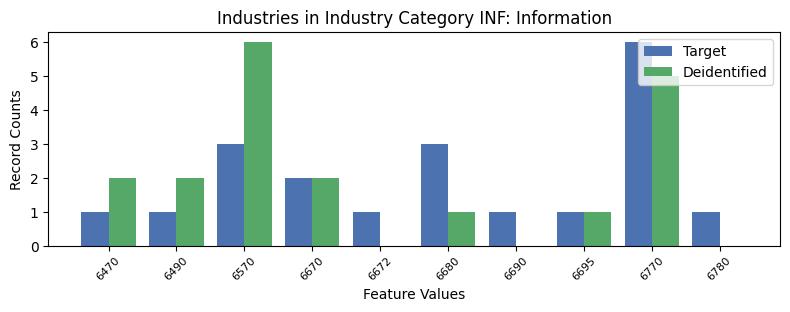 Industries in Industry Category INF: Information
Target
Deidentified
Record Counts
6
5
4
3
2
1
0
6470 6490 6570 6670 6672 6680 6690 6695 6770 6780
Feature Values